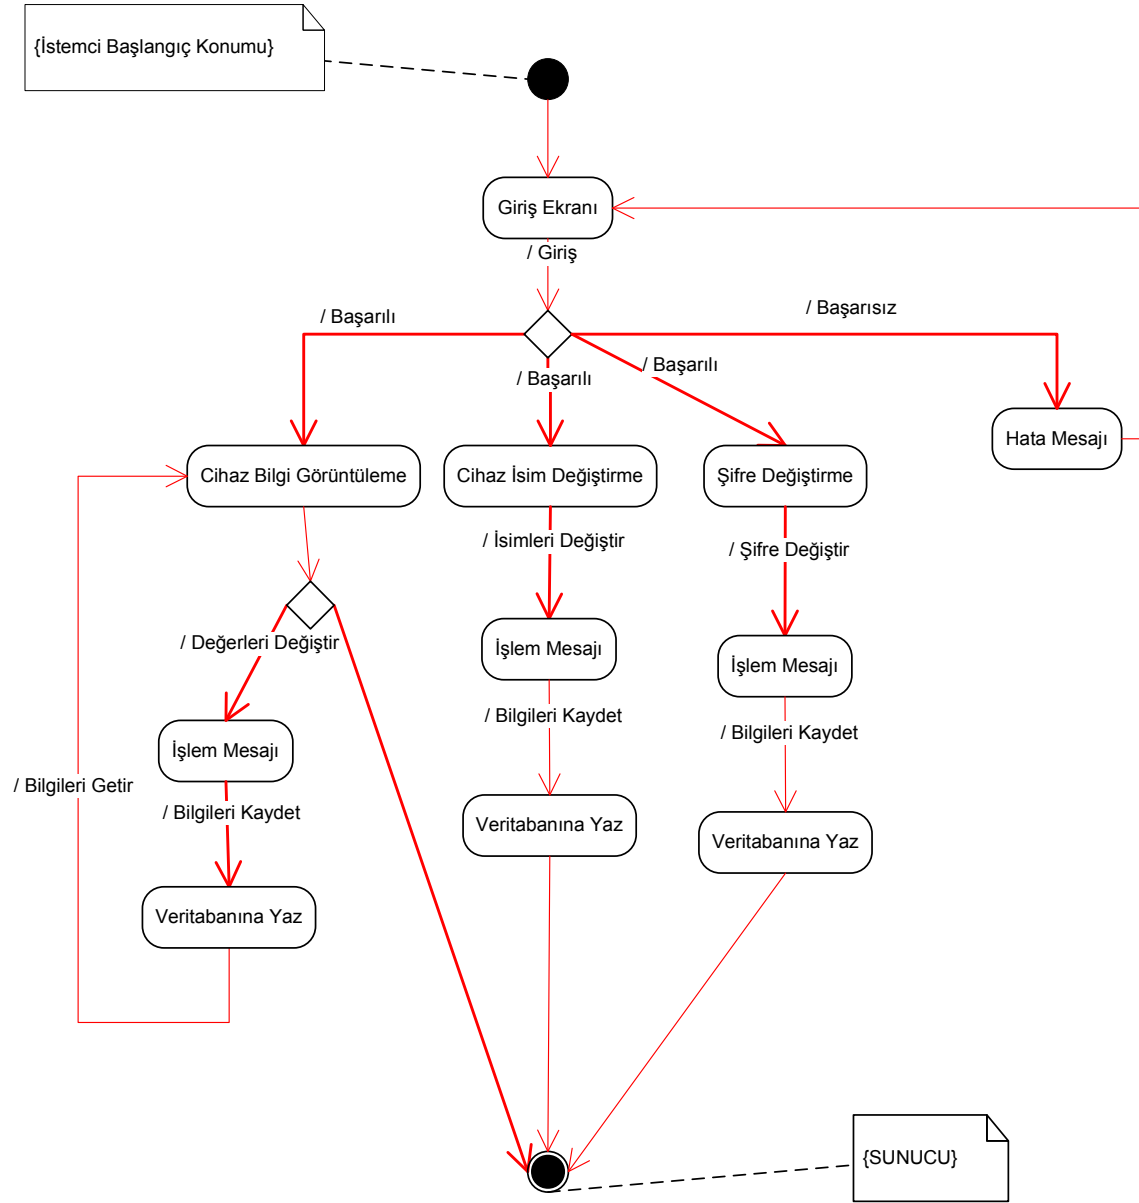 {İstemci Başlangıç Konumu}
Giriş Ekranı
/ Giriş
/ Başarılı
/ Başarısız
/ Başarılı
/ Başarılı
Hata Mesajı
Cihaz Bilgi Görüntüleme
Cihaz İsim Değiştirme
Şifre Değiştirme
/ İsimleri Değiştir
/ Şifre Değiştir
/ Değerleri Değiştir
İşlem Mesajı
İşlem Mesajı
/ Bilgileri Kaydet
/ Bilgileri Kaydet
İşlem Mesajı
/ Bilgileri Getir
/ Bilgileri Kaydet
Veritabanına Yaz
Veritabanına Yaz
Veritabanına Yaz
{SUNUCU}